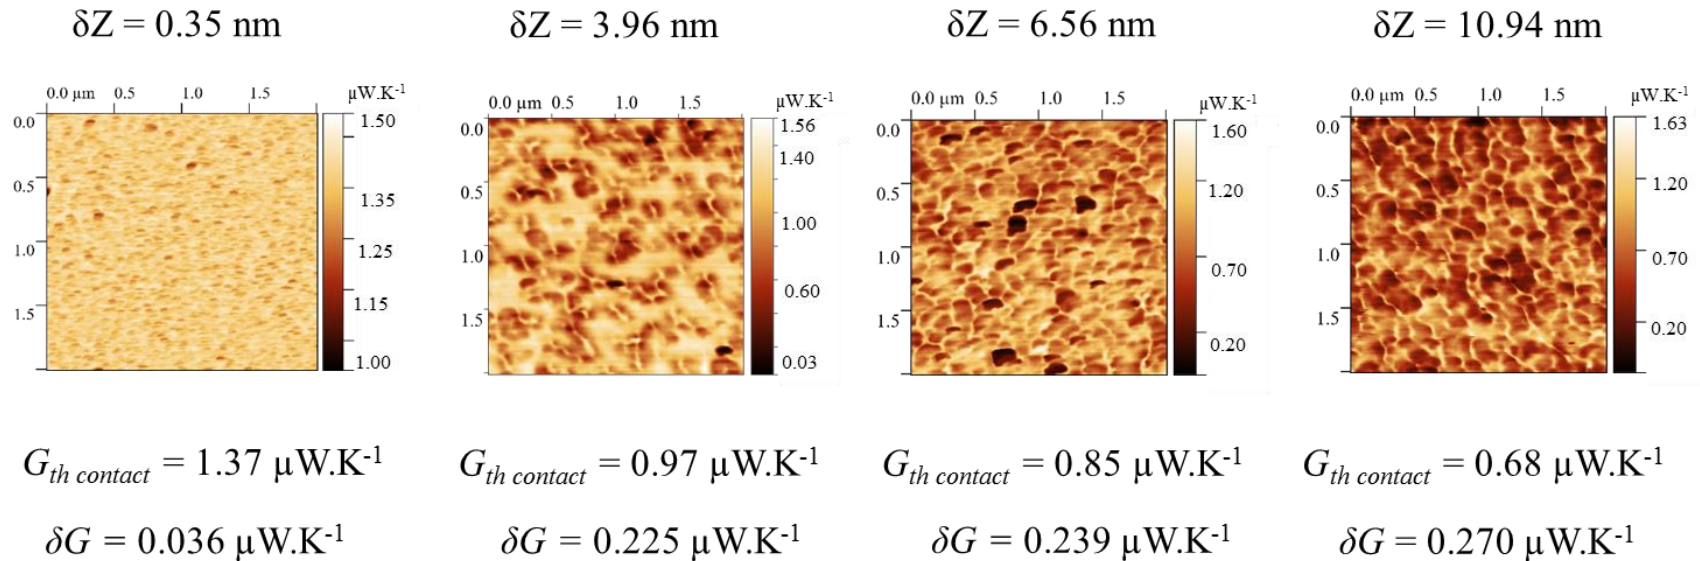 δZ = 0.35 nm
δZ = 3.96 nm
δZ = 6.56 nm
δZ = 10.94 nm
0.0 µm 0.5 1.0 1.5
µW.K-1
0.0
0.5
1.0
1.5
1.50
1.35
1.25
1.15
1.00
0.0 µm 0.5 1.0 1.5
µW.K-1
0.0
0.5
1.0
1.5
1.56
1.40
1.00
0.60
0.03
0.0 µm 0.5 1.0 1.5
µW.K-1
0.0
0.5
1.0
1.5
1.60
1.20
0.70
0.20
0.0 µm 0.5 1.0 1.5
µW.K-1
0.0
0.5
1.0
1.5
1.63
1.20
0.70
0.20
Gth contact = 1.37 µW.K-1
Gth contact = 0.97 µW.K-1
Gth contact = 0.85 µW.K-1
Gth contact = 0.68 µW.K-1
δG = 0.036 µW.K-1
δG = 0.225 µW.K-1
δG = 0.239 µW.K-1
δG = 0.270 µW.K-1